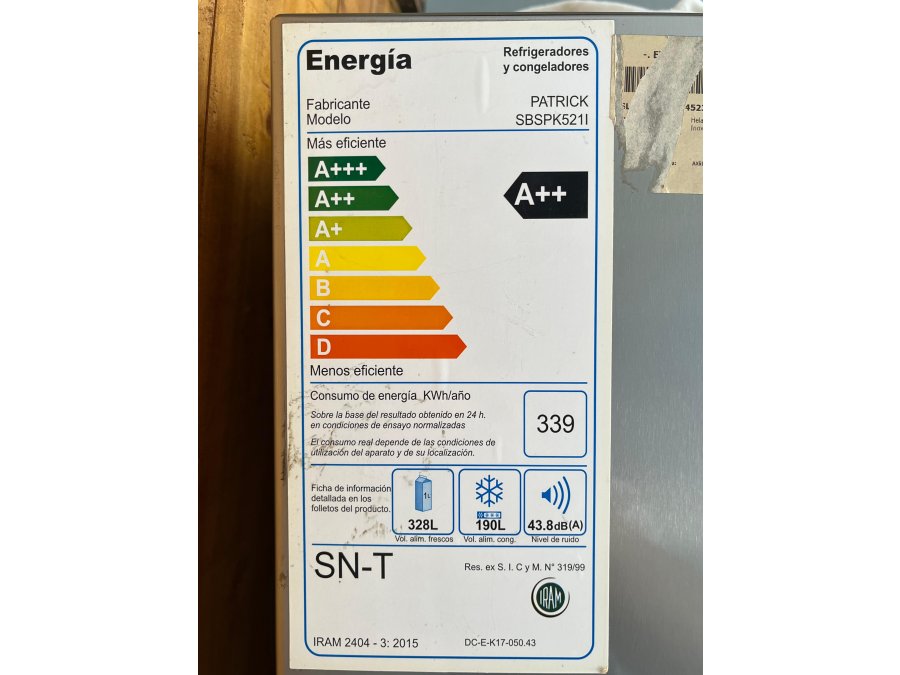 Energía
Refrigeradores
y congeladores
Fabricante PATRICK
Modelo SBSPK521I
Más eficiente
A+++
A++
A++
A+
A
B
C
D
Menos eficiente
Consumo de energía KWh/año
Sobre la base del resultado obtenido en 24 h.
en condiciones de ensayo normalizadas
El consumo real depende de las condiciones de
utilización del aparato y de su localización.
339
Ficha de información
detallada en los
folletos del producto.
1L
328L
Vol. alim. frescos
190L
Vol. alim. cong.
43.8dB(A)
Nivel de ruido
SN-T
Res. ex S. I. C y M. N° 319/99
IRAM
IRAM 2404 - 3: 2015
DC-E-K17-050.43
Inox